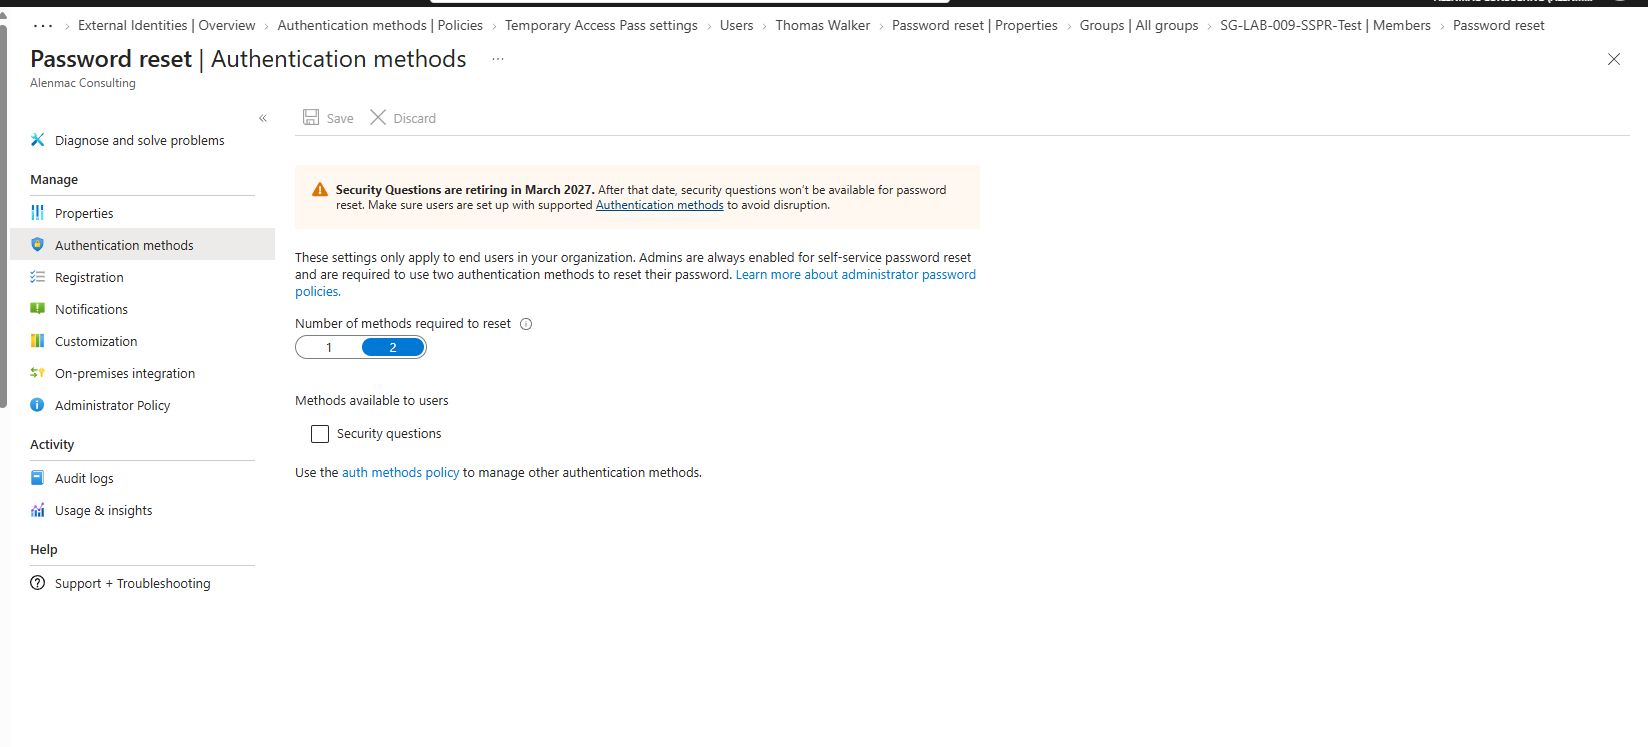 ··· › External Identities | Overview › Authentication methods | Policies › Temporary Access Pass settings › Users › Thomas Walker › Password reset | Properties › Groups | All groups › SG-LAB-009-SSPR-Test | Members › Password reset
Password reset | Authentication methods ···
Alenmac Consulting
«
Save Discard
Diagnose and solve problems
Manage
Properties
Authentication methods
Registration
Notifications
Customization
On-premises integration
Administrator Policy
Activity
Audit logs
Usage & insights
Help
Support + Troubleshooting
Security Questions are retiring in March 2027. After that date, security questions won't be available for password
reset. Make sure users are set up with supported Authentication methods to avoid disruption.
These settings only apply to end users in your organization. Admins are always enabled for self-service password reset
and are required to use two authentication methods to reset their password. Learn more about administrator password
policies.
Number of methods required to reset
1 2
Methods available to users
Security questions
Use the auth methods policy to manage other authentication methods.